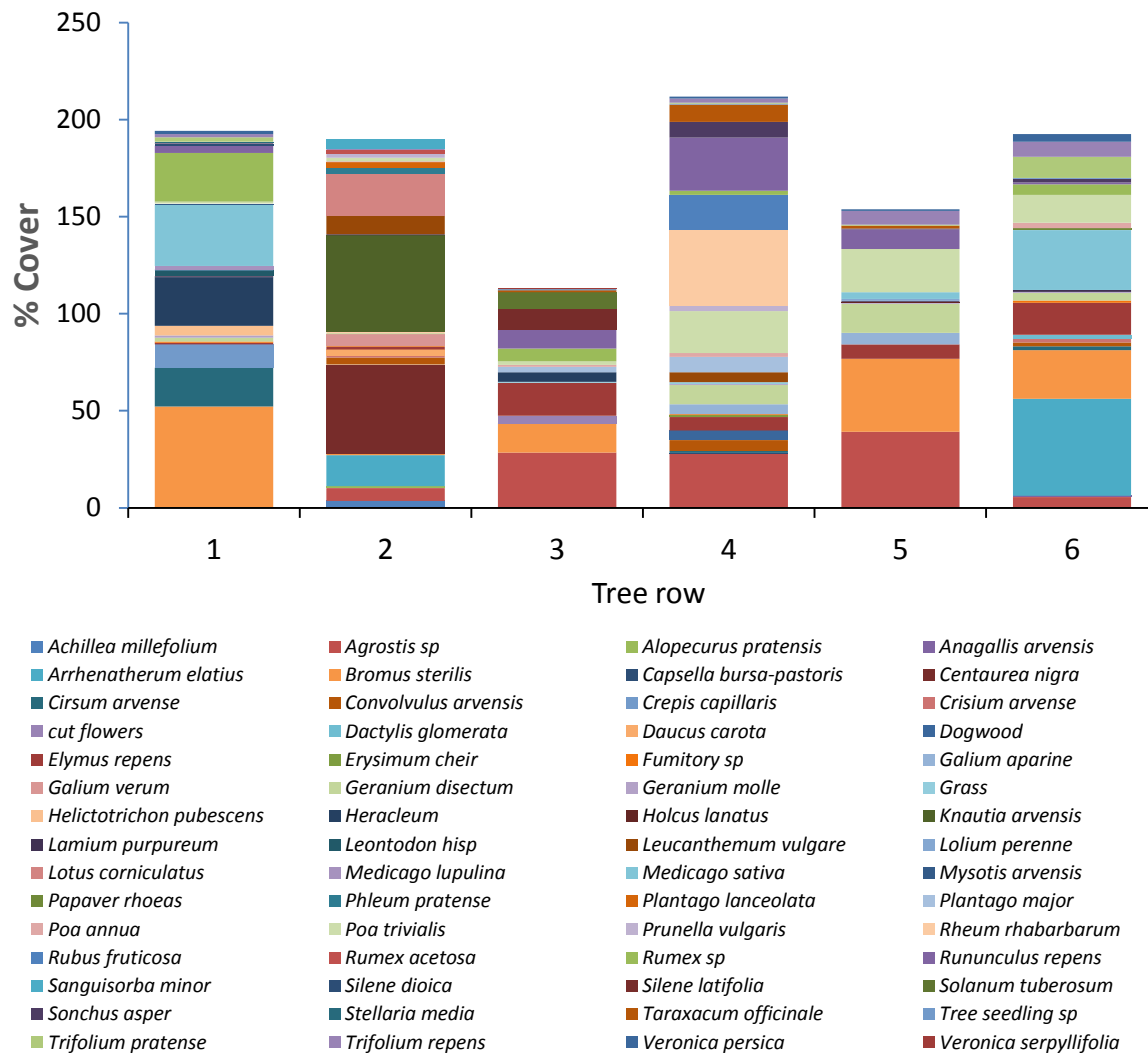 250
200
150
100
50
0
% Cover
1 2 3 4 5 6
Tree row
Achillea millefolium Agrostis sp Alopecurus pratensis Anagallis arvensis
Arrhenatherum elatius Bromus sterilis Capsella bursa-pastoris Centaurea nigra
Cirsum arvense Convolvulus arvensis Crepis capillaris Crisium arvense
cut flowers Dactylis glomerata Daucus carota Dogwood
Elymus repens Erysimum cheir Fumitory sp Galium aparine
Galium verum Geranium disectum Geranium molle Grass
Helictotrichon pubescens Heracleum Holcus lanatus Knautia arvensis
Lamium purpureum Leontodon hisp Leucanthemum vulgare Lolium perenne
Lotus corniculatus Medicago lupulina Medicago sativa Mysotis arvensis
Papaver rhoeas Phleum pratense Plantago lanceolata Plantago major
Poa annua Poa trivialis Prunella vulgaris Rheum rhabarbarum
Rubus fruticosa Rumex acetosa Rumex sp Rununculus repens
Sanguisorba minor Silene dioica Silene latifolia Solanum tuberosum
Sonchus asper Stellaria media Taraxacum officinale Tree seedling sp
Trifolium pratense Trifolium repens Veronica persica Veronica serpyllifolia